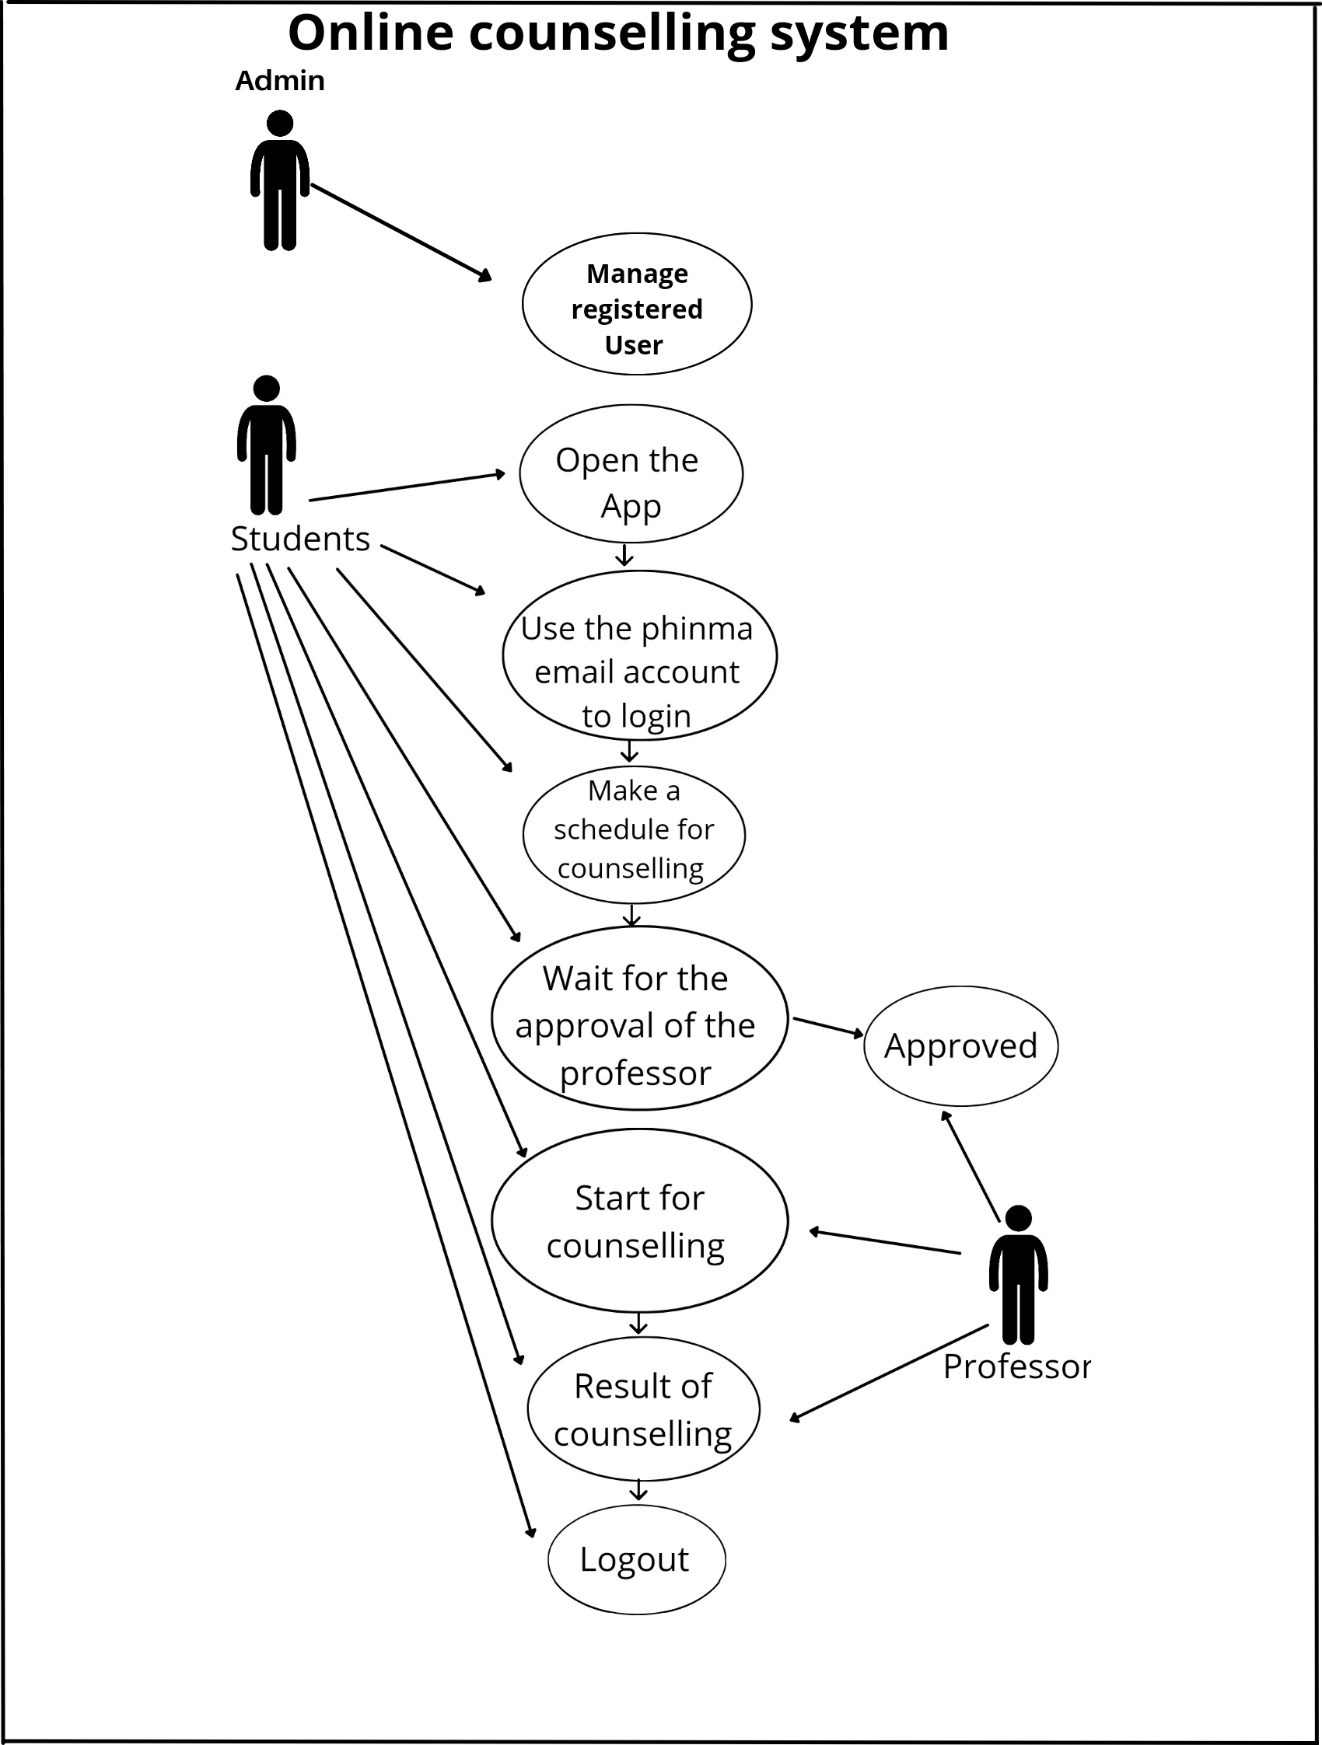 Online counselling system
Admin
Manage
registered
User
Open the
App
Students
Use the phinma
email account
to login
Make a
schedule for
counselling
Wait for the
approval of the
professor
Approved
Start for
counselling
Professor
Result of
counselling
Logout